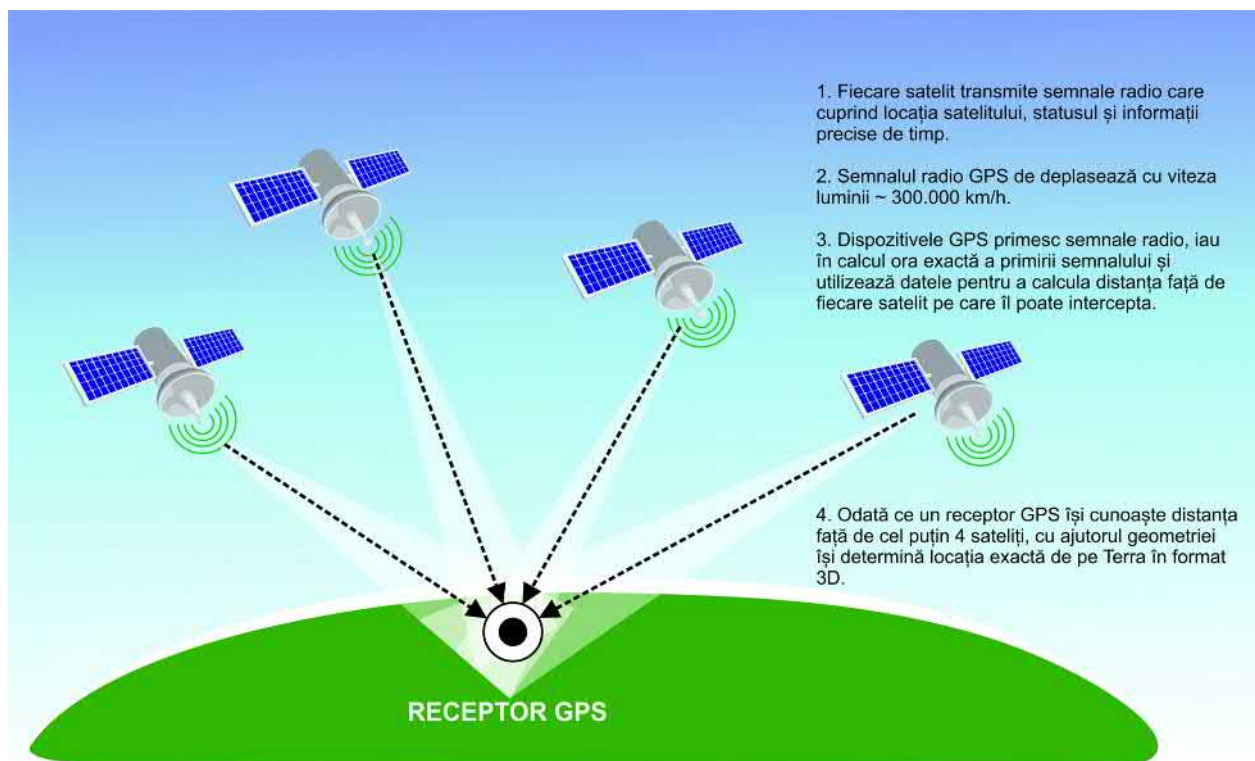 1. Fiecare satelit transmite semnale radio care
cuprind locația satelitului, statusul și informații
precise de timp.
2. Semnalul radio GPS de deplasează cu viteza
luminii ~ 300.000 km/h.
3. Dispozitivele GPS primesc semnale radio, iau
în calcul ora exactă a primirii semnalului și
utilizează datele pentru a calcula distanța față de
fiecare satelit pe care îl poate intercepta.
4. Odată ce un receptor GPS își cunoaște distanța
față de cel puțin 4 sateliți, cu ajutorul geometriei
își determină locația exactă de pe Terra în format
3D.
RECEPTOR GPS